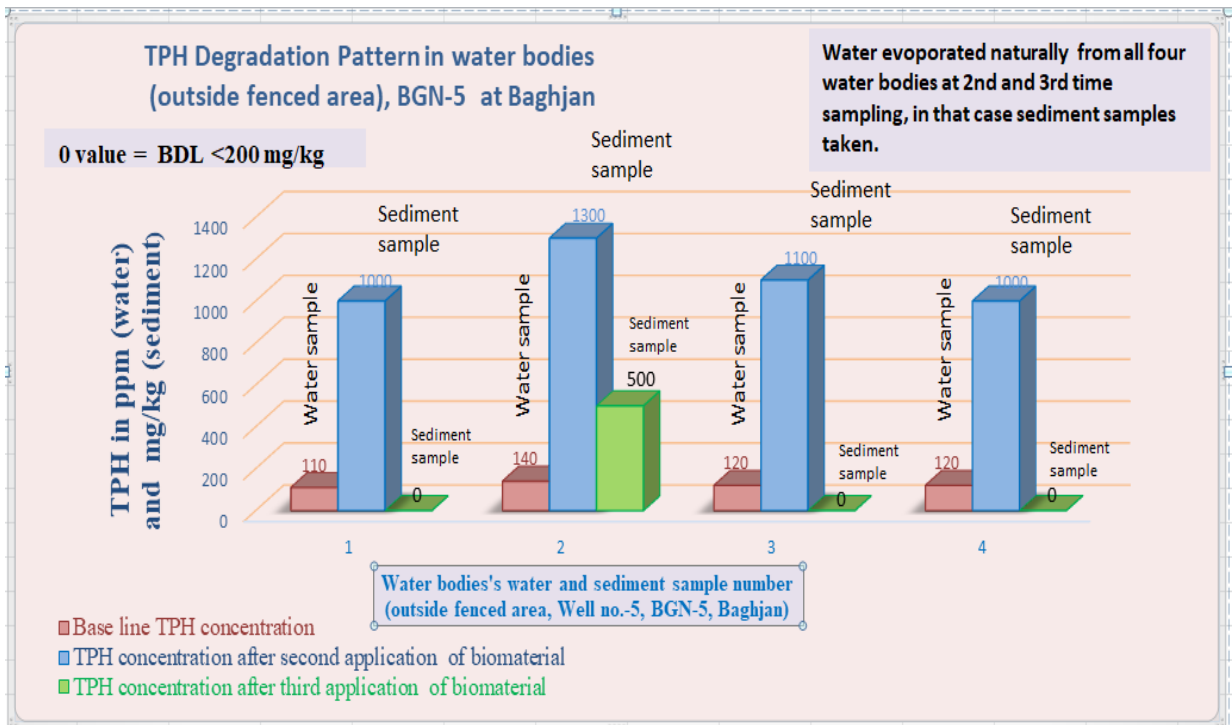 TPH Degradation Pattern in water bodies
(outside fenced area), BGN-5 at Baghjan
Water evoporated naturally from all four
water bodies at 2nd and 3rd time
sampling, in that case sediment samples
taken.
0 value = BDL <200 mg/kg
TPH in ppm (water)
and mg/kg (sediment)
1400
1200
1000
800
600
400
200
0
Water sample
110
Sediment
sample
1000
Sediment
sample
0
Water sample
140
Sediment
sample
1300
Sediment
sample
500
Water sample
120
Sediment
sample
1100
Sediment
sample
0
Water sample
120
Sediment
sample
1000
Sediment
sample
0
1
2
3
4
Water bodies's water and sediment sample number
(outside fenced area, Well no.-5, BGN-5, Baghjan)
Base line TPH concentration
TPH concentration after second application of biomaterial
TPH concentration after third application of biomaterial